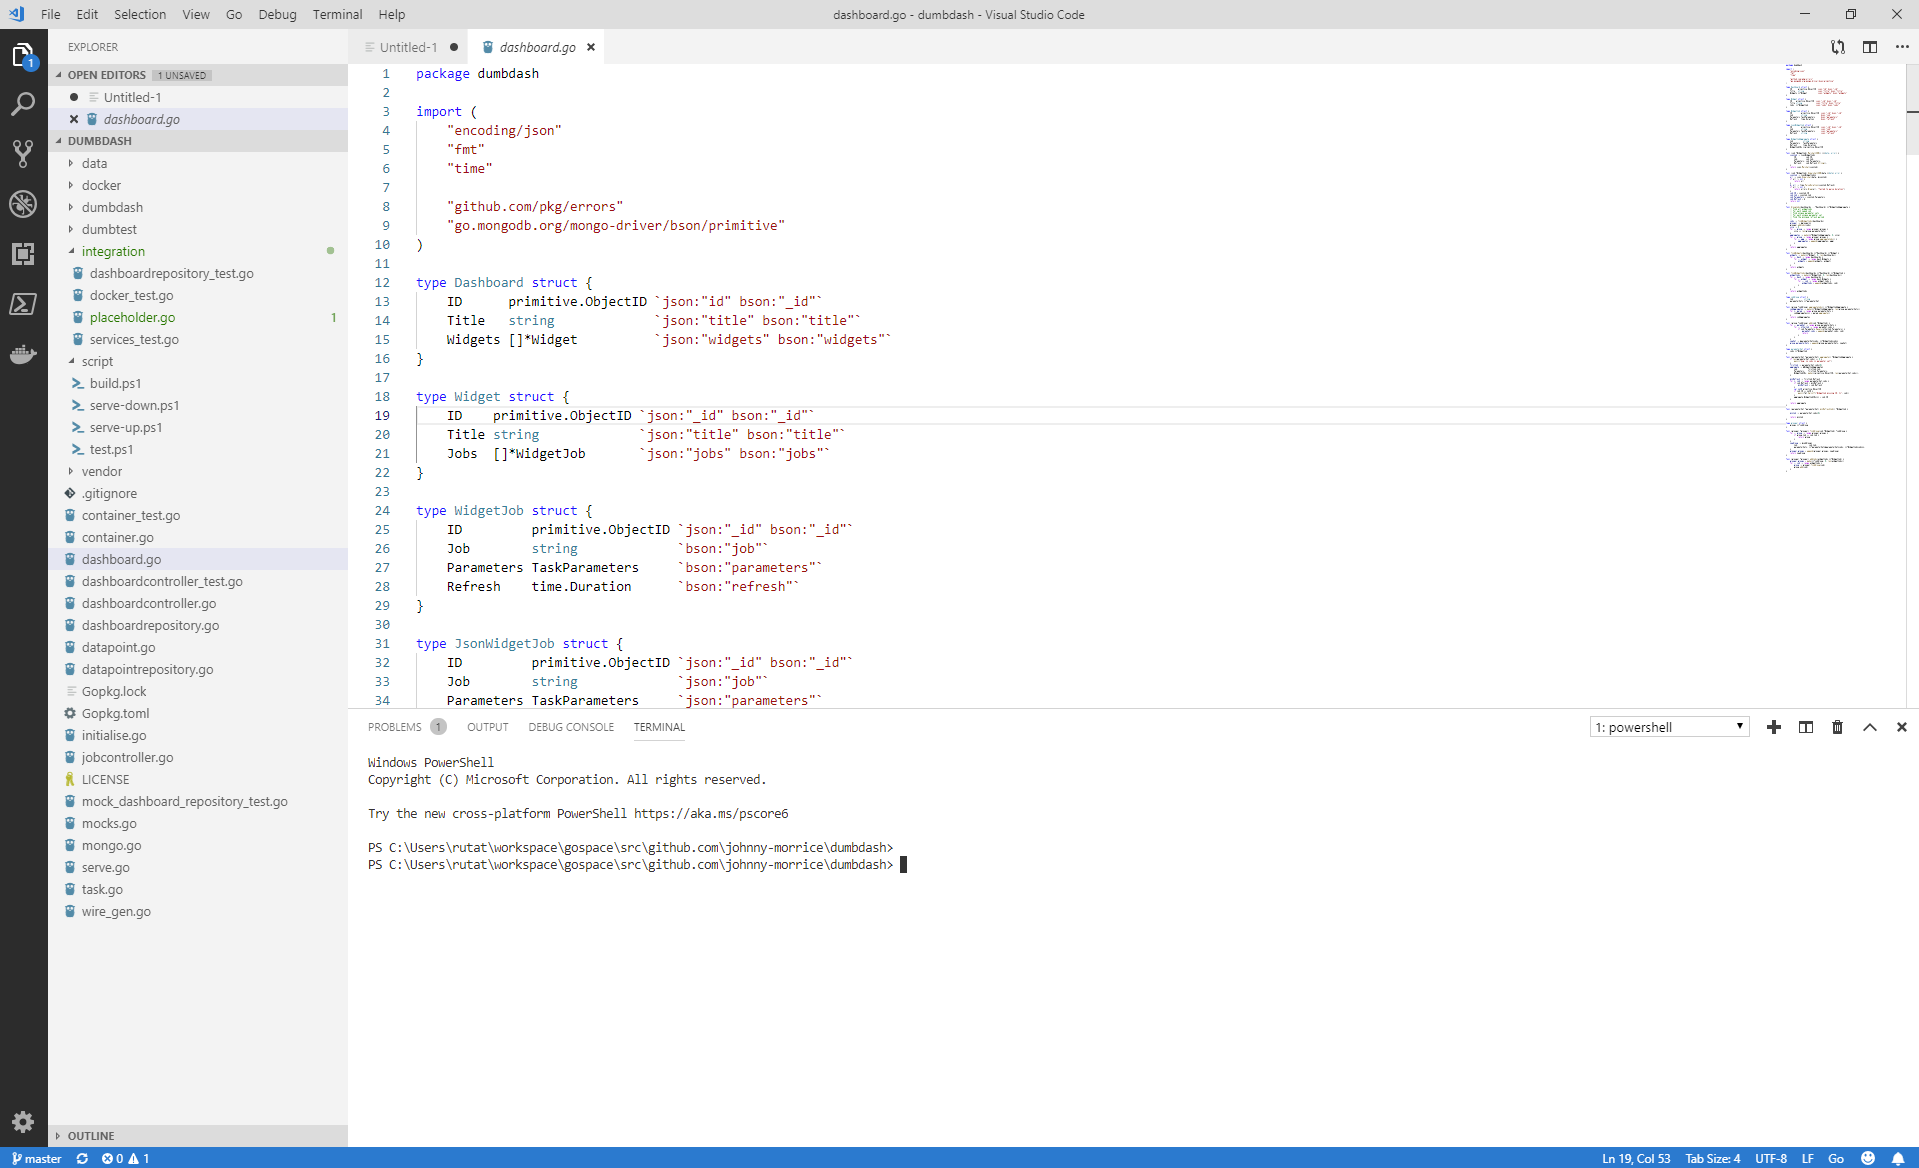 File Edit Selection View Go Debug Terminal Help
dashboard.go - dumbdash - Visual Studio Code
1
EXPLORER
OPEN EDITORS 1 UNSAVED
Untitled-1
dashboard.go
DUMBDASH
data
docker
dumbdash
dumbtest
integration
dashboardrepository_test.go
docker_test.go
placeholder.go 1
services_test.go
script
build.ps1
serve-down.ps1
serve-up.ps1
test.ps1
vendor
.gitignore
container_test.go
container.go
dashboard.go
dashboardcontroller_test.go
dashboardcontroller.go
dashboardrepository.go
datapoint.go
datapointrepository.go
Gopkg.lock
Gopkg.toml
initialise.go
jobcontroller.go
LICENSE
mock_dashboard_repository_test.go
mocks.go
mongo.go
serve.go
task.go
wire_gen.go
OUTLINE
Untitled-1
dashboard.go
1 package dumbdash
2
3 import (
4 "encoding/json"
5 "fmt"
6 "time"
7
8 "github.com/pkg/errors"
9 "go.mongodb.org/mongo-driver/bson/primitive"
10 )
11
12 type Dashboard struct {
13 ID primitive.ObjectID `json:"id" bson:"_id"`
14 Title string `json:"title" bson:"title"`
15 Widgets []*Widget `json:"widgets" bson:"widgets"`
16 }
17
18 type Widget struct {
19 ID primitive.ObjectID `json:"_id" bson:"_id"`
20 Title string `json:"title" bson:"title"`
21 Jobs []*WidgetJob `json:"jobs" bson:"jobs"`
22 }
23
24 type WidgetJob struct {
25 ID primitive.ObjectID `json:"_id" bson:"_id"`
26 Job string `bson:"job"`
27 Parameters TaskParameters `bson:"parameters"`
28 Refresh time.Duration `bson:"refresh"`
29 }
30
31 type JsonWidgetJob struct {
32 ID primitive.ObjectID `json:"_id" bson:"_id"`
33 Job string `json:"job"`
34 Parameters TaskParameters `json:"parameters"`
PROBLEMS 1 OUTPUT DEBUG CONSOLE TERMINAL
1: powershell
Windows PowerShell
Copyright (C) Microsoft Corporation. All rights reserved.
Try the new cross-platform PowerShell https://aka.ms/pscore6
PS C:\Users\rutat\workspace\gospace\src\github.com\johnny-morrice\dumbdash>
PS C:\Users\rutat\workspace\gospace\src\github.com\johnny-morrice\dumbdash>
master 0 1
Ln 19, Col 53 Tab Size: 4 UTF-8 LF Go